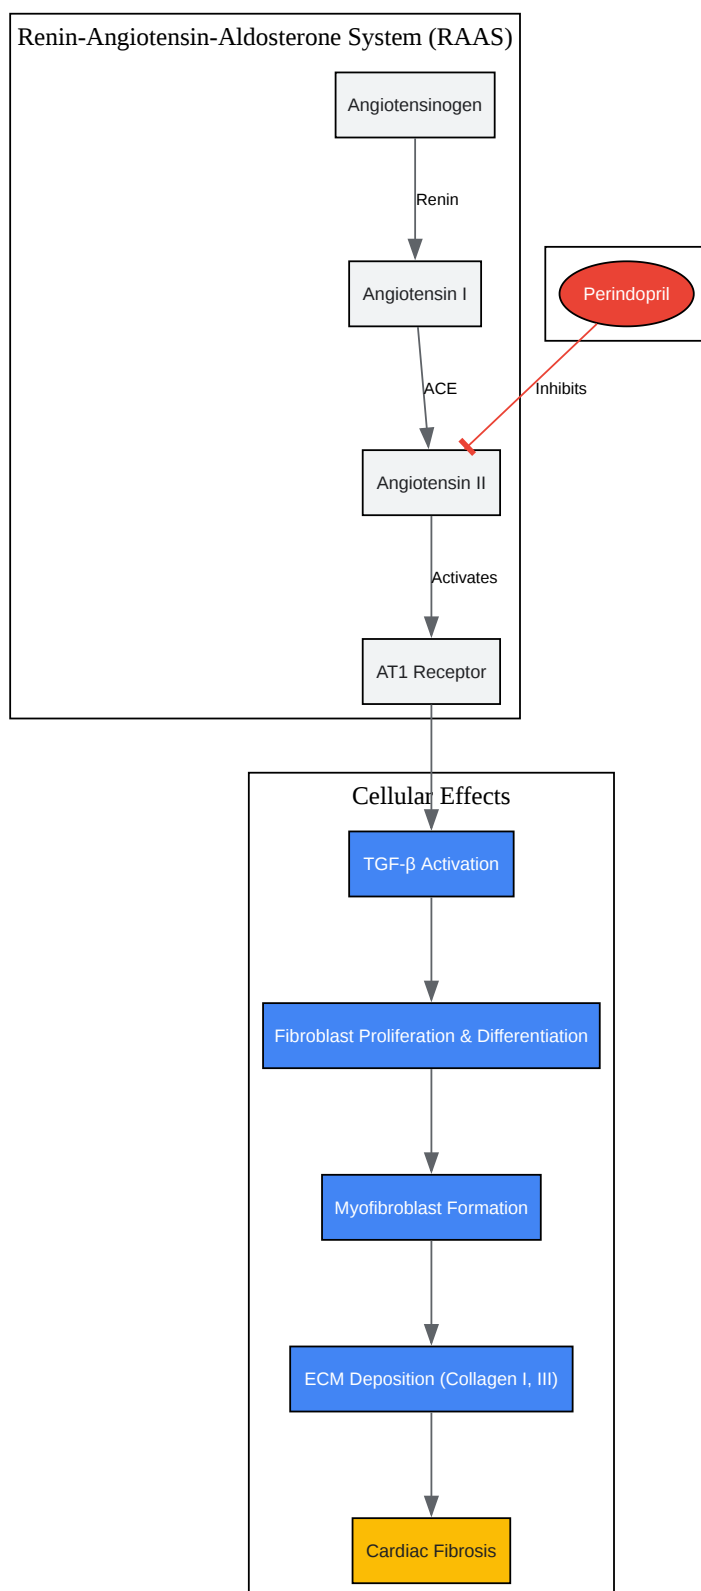 Renin-Angiotensin-Aldosterone System (RAAS)
Angiotensinogen
Renin
Angiotensin I
Perindopril
ACE
Inhibits
Angiotensin II
Activates
AT1 Receptor
Cellular Effects
TGF-β Activation
Fibroblast Proliferation & Differentiation
Myofibroblast Formation
ECM Deposition (Collagen I, III)
Cardiac Fibrosis